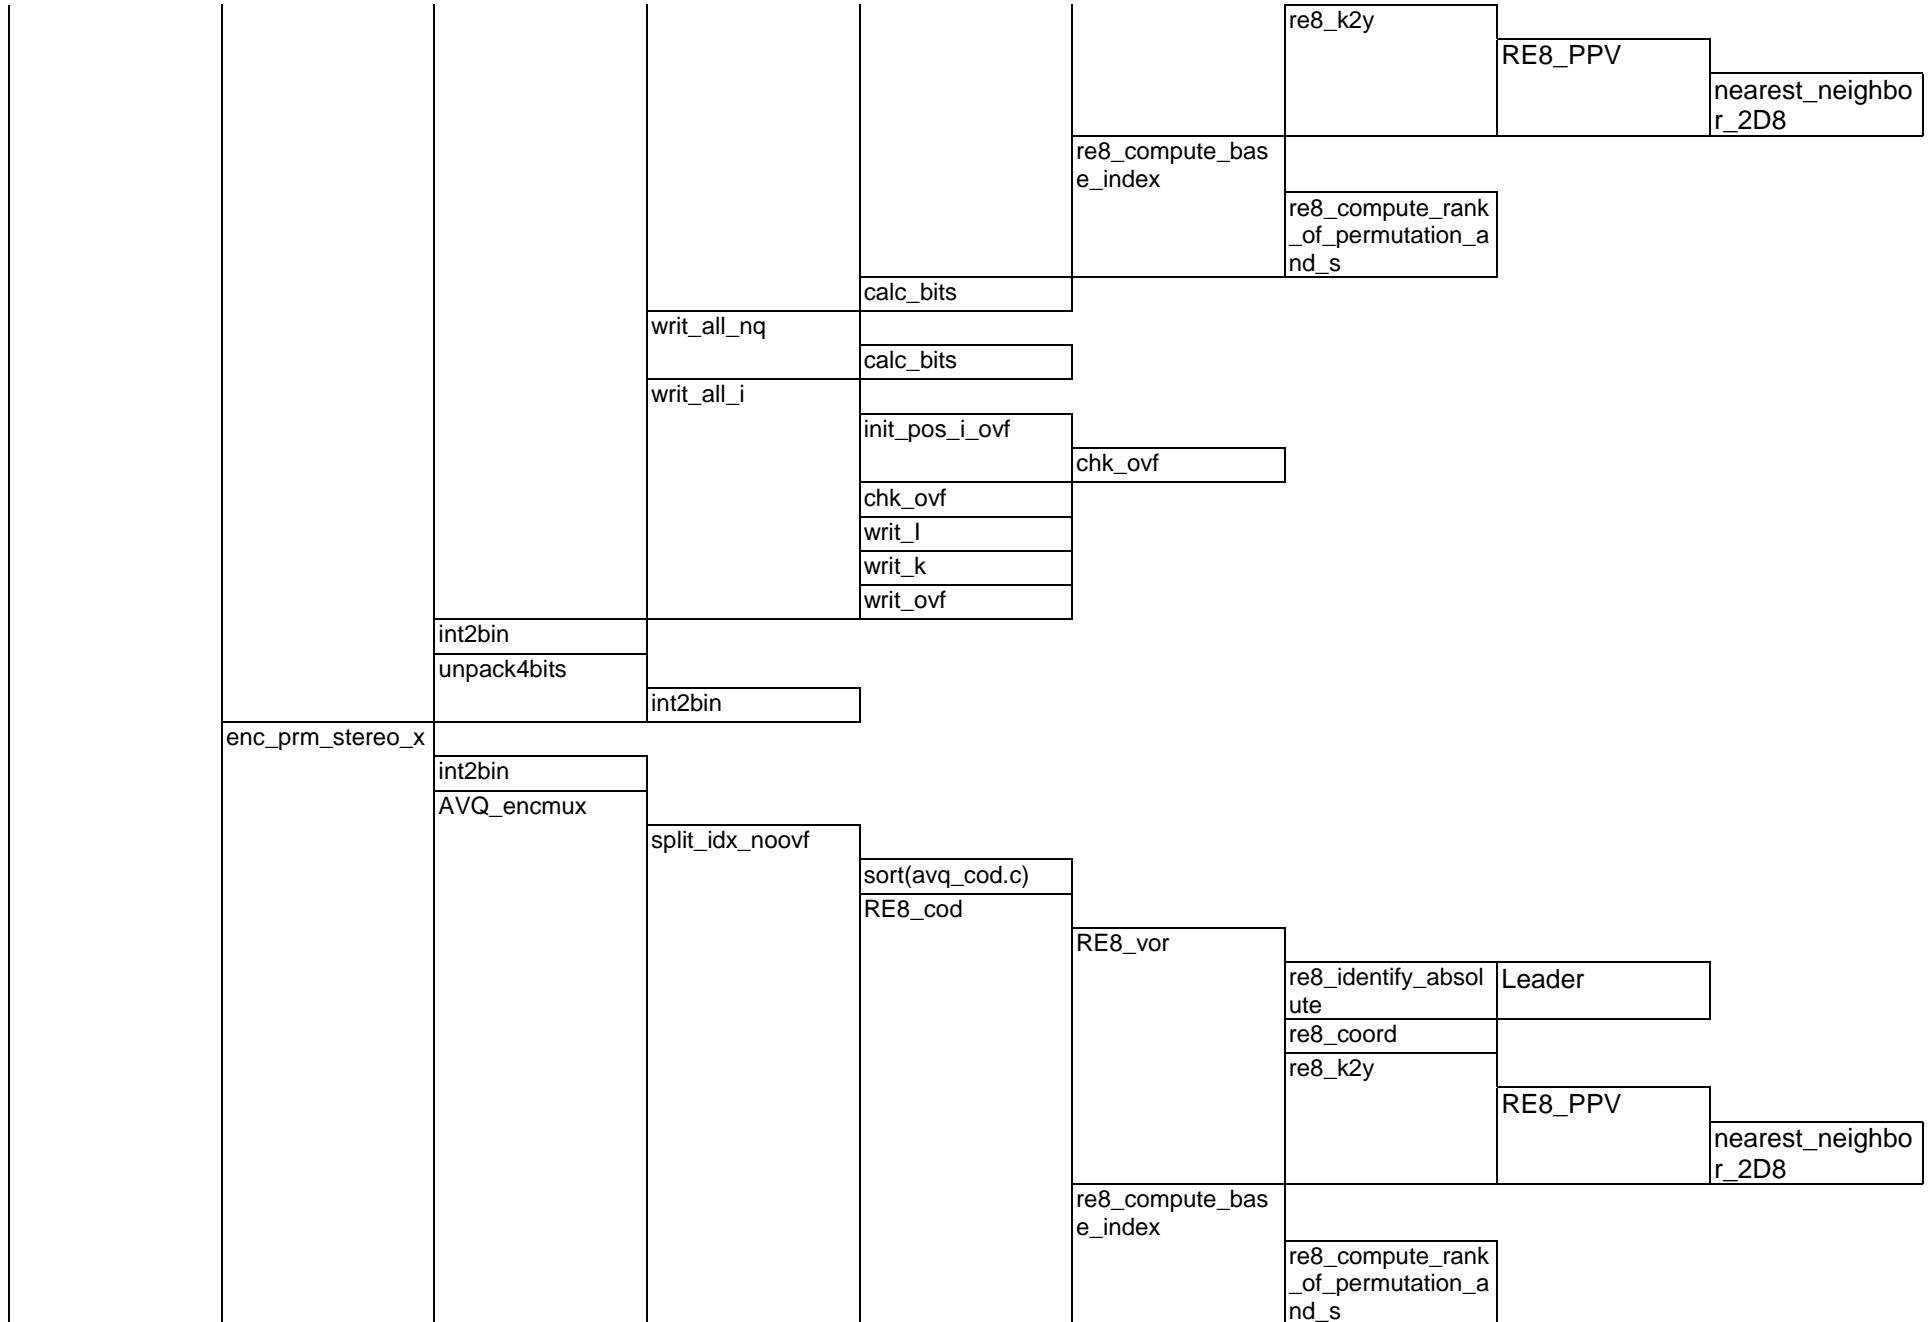 re8_k2y
RE8_PPV
nearest_neighbo
r_2D8
re8_compute_bas
e_index
re8_compute_rank
_of_permutation_a
nd_s
calc_bits
writ_all_nq
calc_bits
writ_all_i
init_pos_i_ovf
chk_ovf
chk_ovf
writ_I
writ_k
writ_ovf
int2bin
unpack4bits
int2bin
enc_prm_stereo_x
int2bin
AVQ_encmux
split_idx_noovf
sort(avq_cod.c)
RE8_cod
RE8_vor
re8_identify_absol Leader
ute
re8_coord
re8_k2y
RE8_PPV
nearest_neighbo
r_2D8
re8_compute_bas
e_index
re8_compute_rank
_of_permutation_a
nd_s